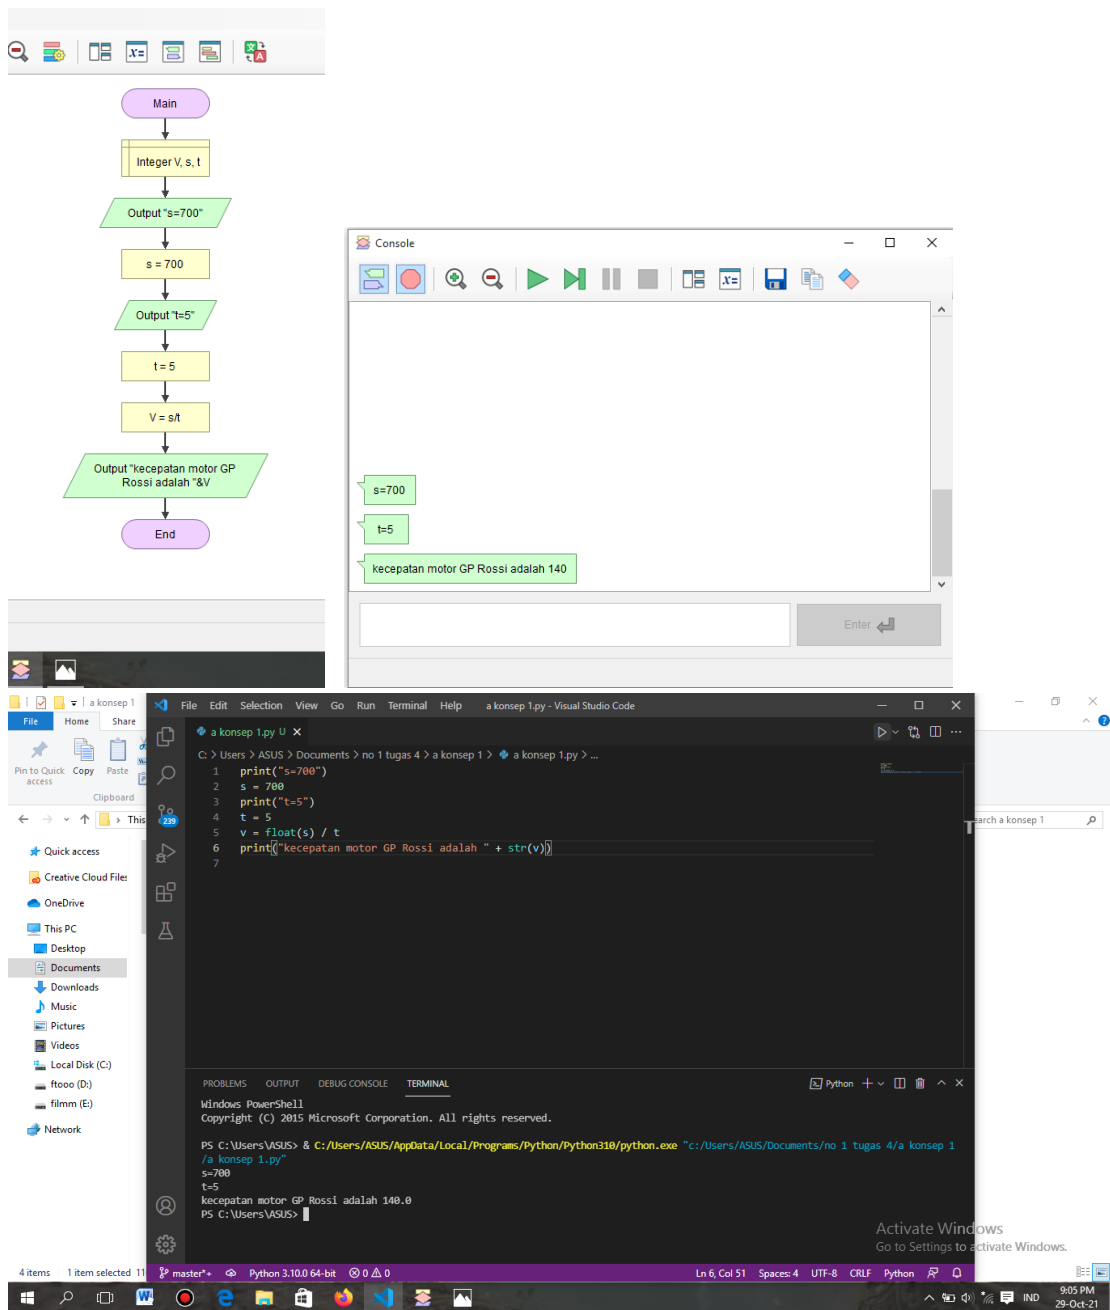 Main
Integer V, s, t
Output "s=700"
s = 700
Output "t=5"
t = 5
V = s/t
Output "kecepatan motor GP
Rossi adalah "&V
End
Console
s=700
t=5
kecepatan motor GP Rossi adalah 140
Enter
a konsep 1
File Home Share
Pin to Quick access
Copy
Paste
Clipboard
This
Quick access
Creative Cloud Files
OneDrive
This PC
Desktop
Documents
Downloads
Music
Pictures
Videos
Local Disk (C:)
ftooo (D:)
filmm (E:)
Network
4 items 1 item selected 11
File Edit Selection View Go Run Terminal Help a konsep 1.py - Visual Studio Code
a konsep 1.py U
C: > Users > ASUS > Documents > no 1 tugas 4 > a konsep 1 > a konsep 1.py > ...
1 print("s=700")
2 s = 700
3 print("t=5")
4 t = 5
5 v = float(s) / t
6 print("kecepatan motor GP Rossi adalah " + str(v))
7
239
earch a konsep 1
PROBLEMS OUTPUT DEBUG CONSOLE TERMINAL
Python
Windows PowerShell
Copyright (C) 2015 Microsoft Corporation. All rights reserved.
PS C:\Users\ASUS> & C:/Users/ASUS/AppData/Local/Programs/Python/Python310/python.exe "c:/Users/ASUS/Documents/no 1 tugas 4/a konsep 1
/a konsep 1.py"
s=700
t=5
kecepatan motor GP Rossi adalah 140.0
PS C:\Users\ASUS>
Activate Windows
Go to Settings to activate Windows.
master*+ Python 3.10.0 64-bit 0 0 Ln 6, Col 51 Spaces: 4 UTF-8 CRLF Python
IND
9:05 PM
29-Oct-21